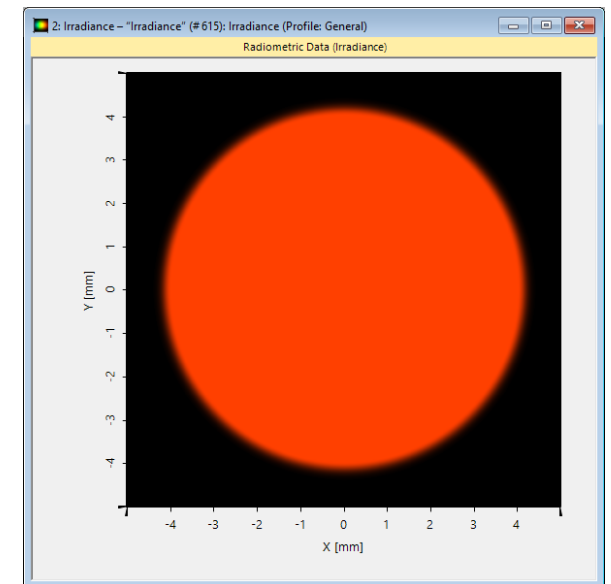 2: Irradiance – "Irradiance" (# 615): Irradiance (Profile: General)
Radiometric Data (Irradiance)
4
3
2
1
0
-1
-2
-3
-4
Y [mm]
-4 -3 -2 -1 0 1 2 3 4
X [mm]